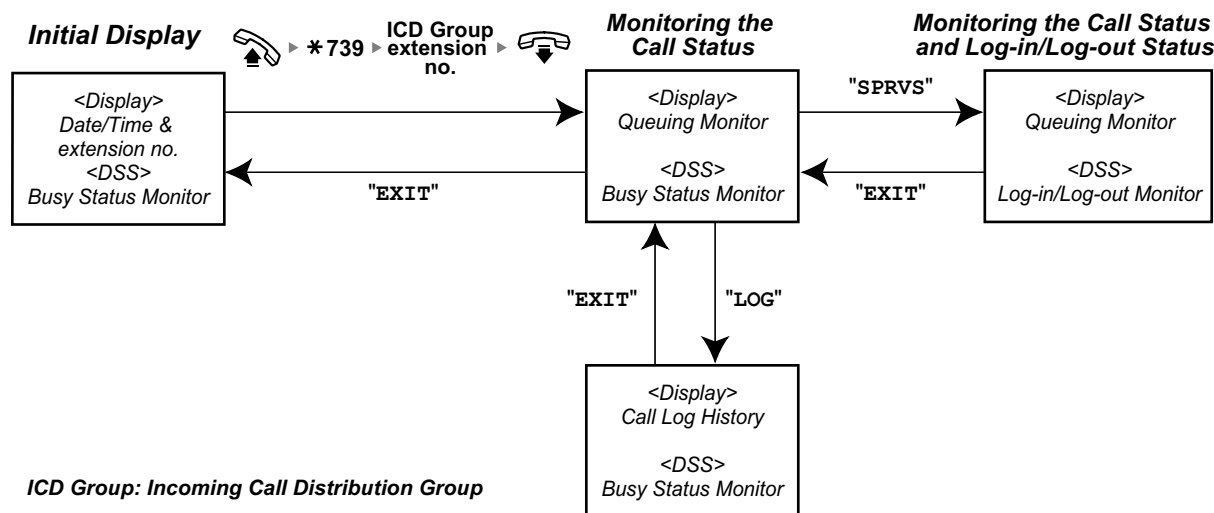 Initial Display
*739
ICD Group
extension
no.
Monitoring the
Call Status
Monitoring the Call Status
and Log-in/Log-out Status
<Display>
Date/Time &
extension no.
<DSS>
Busy Status Monitor
<Display>
Queuing Monitor
<DSS>
Busy Status Monitor
"SPRVS"
<Display>
Queuing Monitor
<DSS>
Log-in/Log-out Monitor
"EXIT"
"EXIT"
"EXIT"
"LOG"
<Display>
Call Log History
<DSS>
Busy Status Monitor
ICD Group: Incoming Call Distribution Group